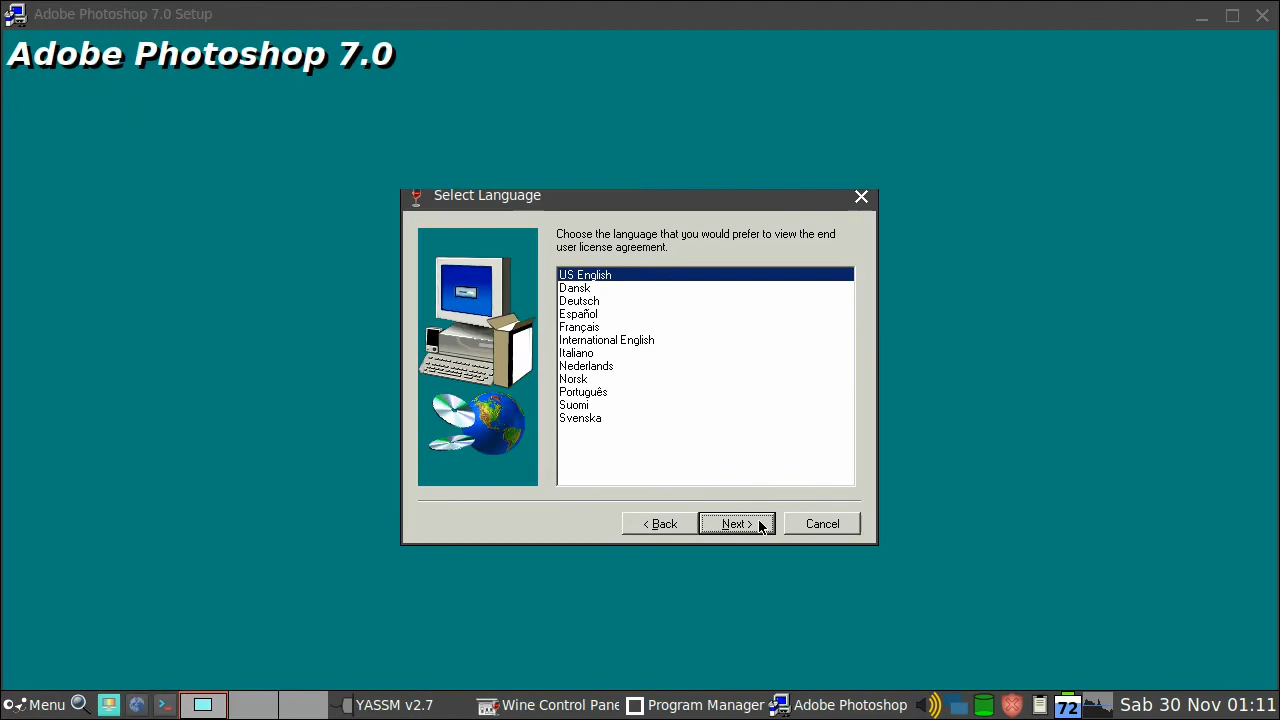 Adobe Photoshop 7.0 Setup
Adobe Photoshop 7.0
Select Language
Choose the language that you would prefer to view the end
user license agreement.
US English
Dansk
Deutsch
Español
Français
International English
Italiano
Nederlands
Norsk
Português
Suomi
Svenska
< Back
Next >
Cancel
Menu
YASSM v2.7
Wine Control Pane
Program Manager
Adobe Photoshop
72
Sab 30 Nov 01:11